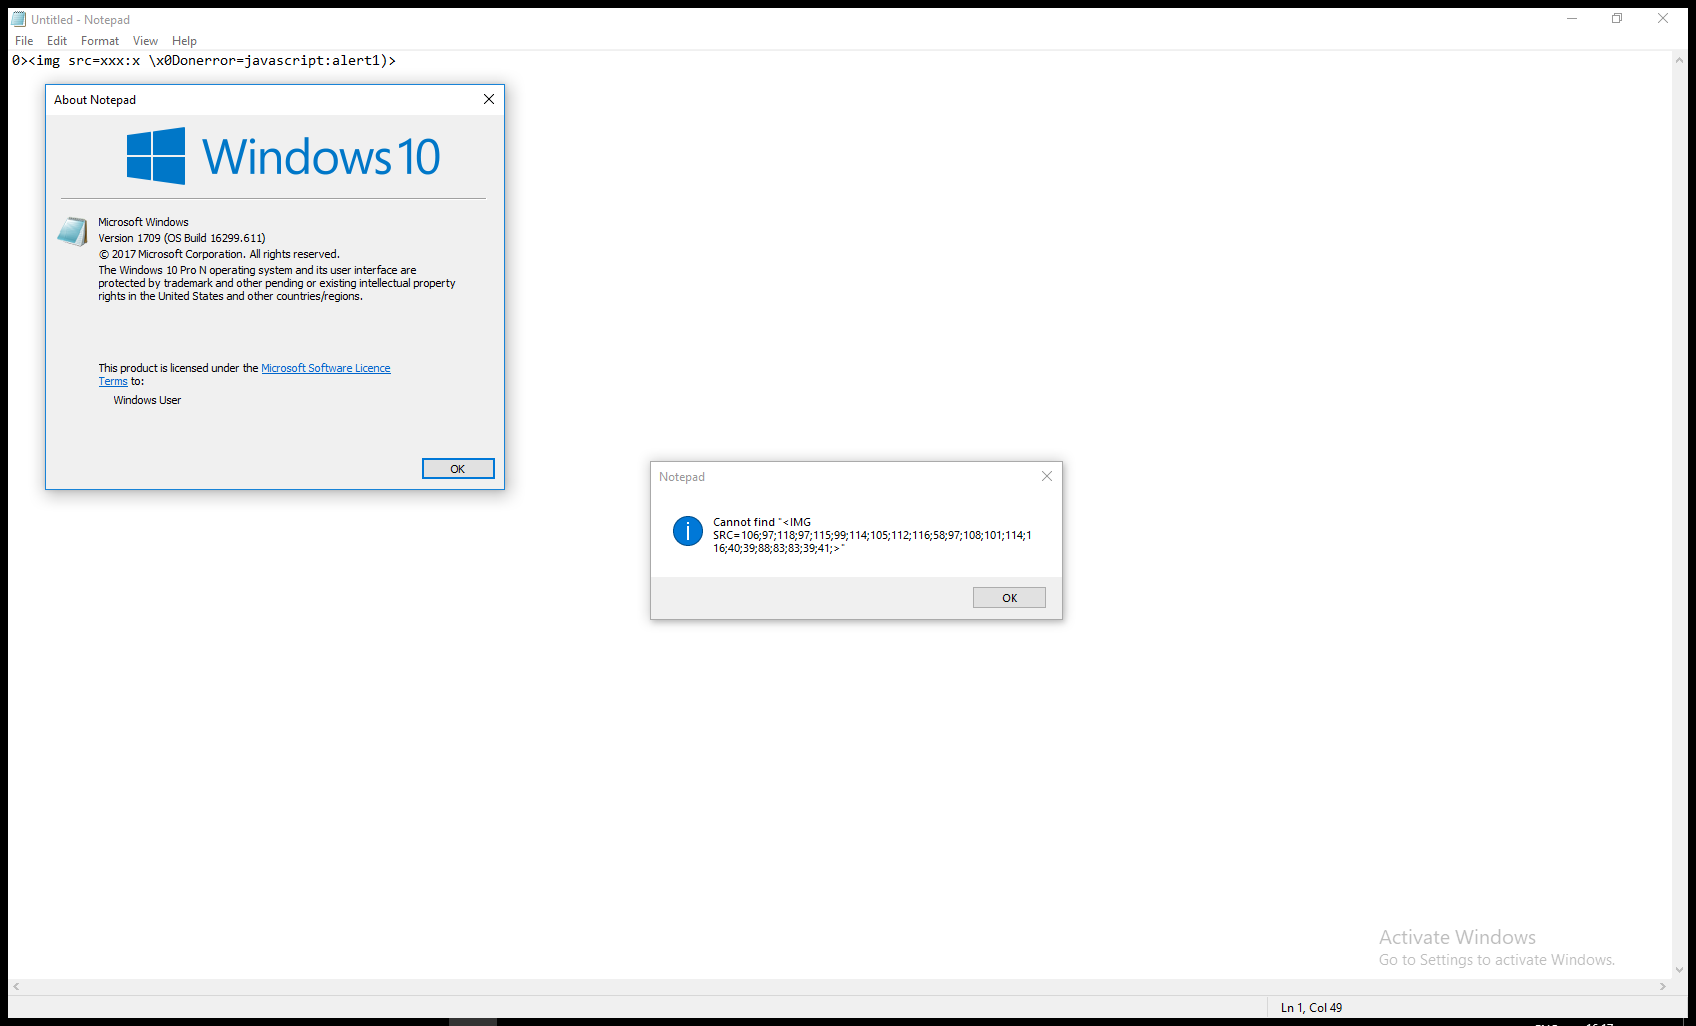 Untitled - Notepad
File Edit Format View Help
0><img src=xxx:x \x0Donerror=javascript:alert1)>
About Notepad
Windows 10
Microsoft Windows
Version 1709 (OS Build 16299.611)
© 2017 Microsoft Corporation. All rights reserved.
The Windows 10 Pro N operating system and its user interface are
protected by trademark and other pending or existing intellectual property
rights in the United States and other countries/regions.
This product is licensed under the Microsoft Software Licence
Terms to:
Windows User
OK
Notepad
Cannot find "<IMG
SRC=106;97;118;97;115;99;114;105;112;116;58;97;108;101;114;1
16;40;39;88;83;83;39;41;>"
OK
Activate Windows
Go to Settings to activate Windows.
Ln 1, Col 49